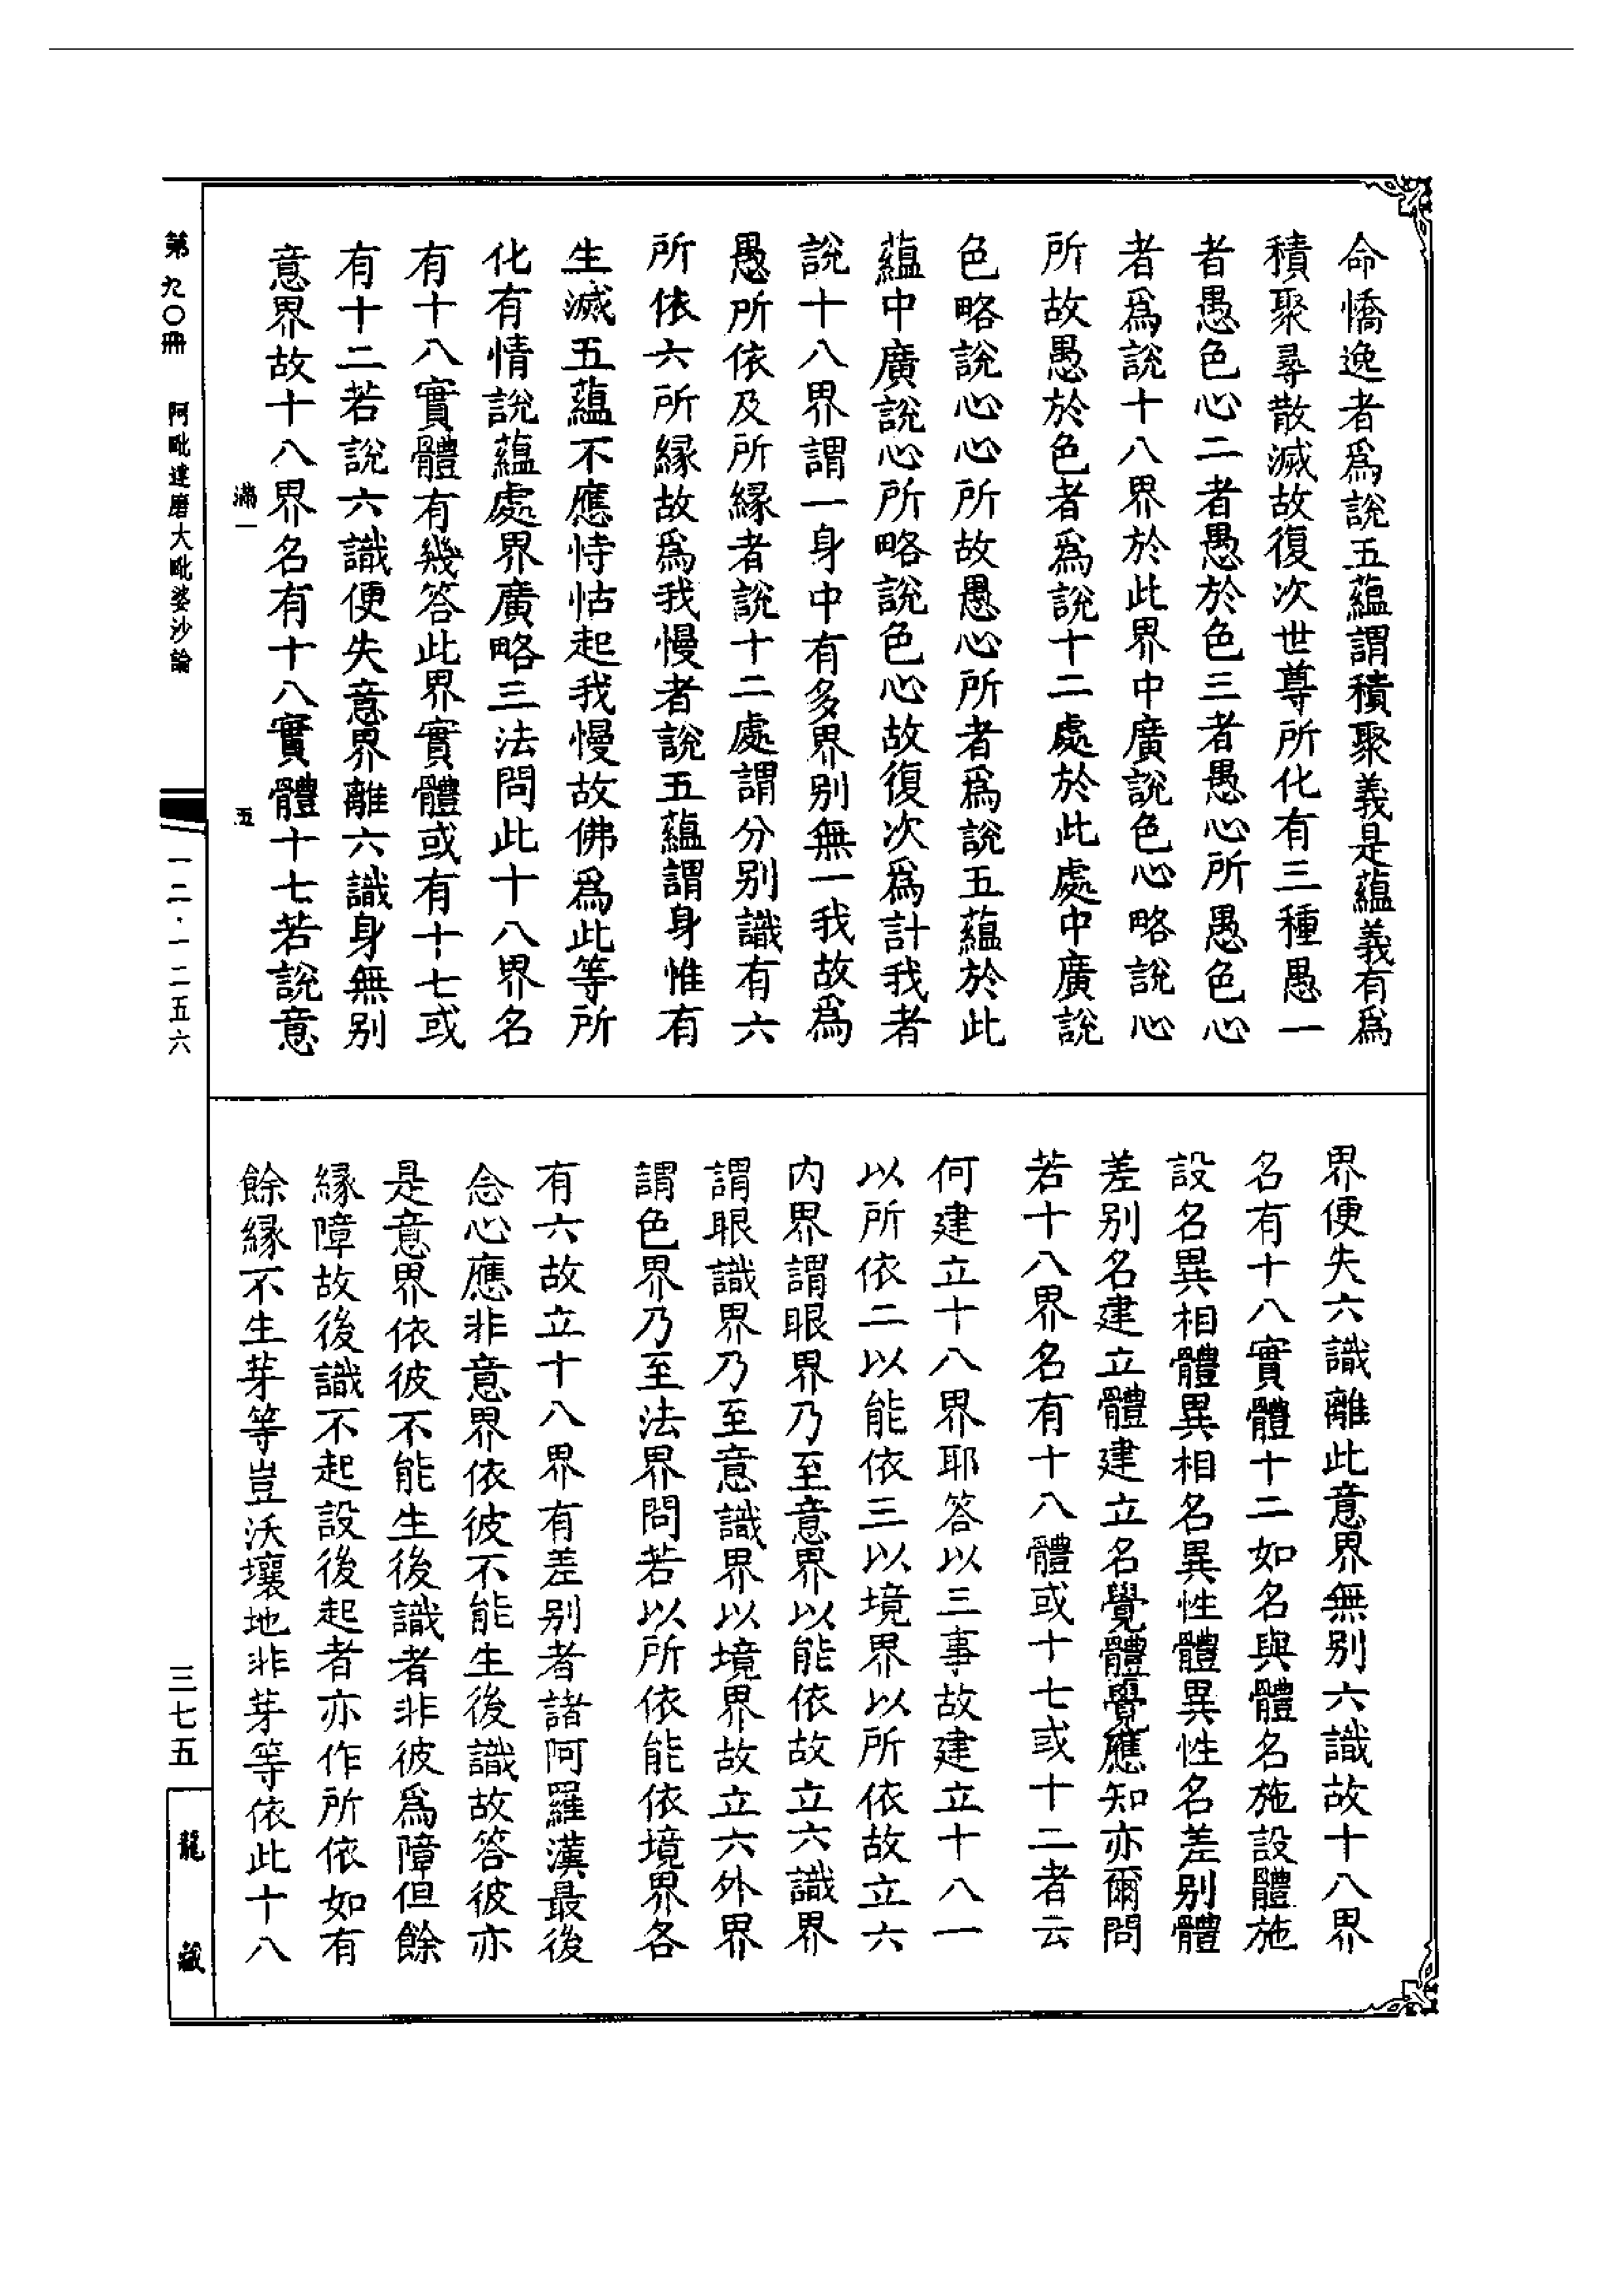 命憍逸者爲說五蘊謂積聚義是蘊義有爲
積聚尋散滅故復次世尊所化有三種愚一
者愚色心二者愚於色三者愚心所愚色心
者爲說十八界於此界中廣說色心略說心
所故愚於色者爲說十二處於此處中廣說
色略說心心所故愚心所者爲說五蘊於此
蘊中廣說心所略說色心故復次爲計我者
說十八界謂一身中有多界别無一我故爲
愚所依及所緣者說十二處謂分别識有六
所依六所緣故爲我慢者說五蘊謂身惟有
生滅五蘊不應恃怙起我慢故佛爲此等所
化有情說蘊處界廣略三法問此十八界名
有十八實體有幾答此界實體或有十七或
有十二若說六識便失意界離六識身無别
意界故十八界名有十八實體十七若說意
滿一
五
界便失六識離此意界無别六識故十八界
名有十八實體十二如名與體名施設體施
設名異相體異相名異性體異性名差别體
差别名建立體建立名覺體覺應知亦爾問
若十八界名有十八體或十七或十二者云
何建立十八界耶答以三事故建立十八一
以所依二以能依三以境界以所依故立六
内界謂眼界乃至意界以能依故立六識界
謂眼識界乃至意識界以境界故立六外界
謂色界乃至法界問若以所依能依境界各
有六故立十八界有差别者諸阿羅漢最後
念心應非意界依彼不能生後識故答彼亦
是意界依彼不能生後識者非彼爲障但餘
緣障故後識不起設後起者亦作所依如有
餘緣不生芽等豈沃壤地非芽等依此十八
第九〇冊 阿毗達磨大毗婆沙論
一二·一二五六
三七五
龍藏